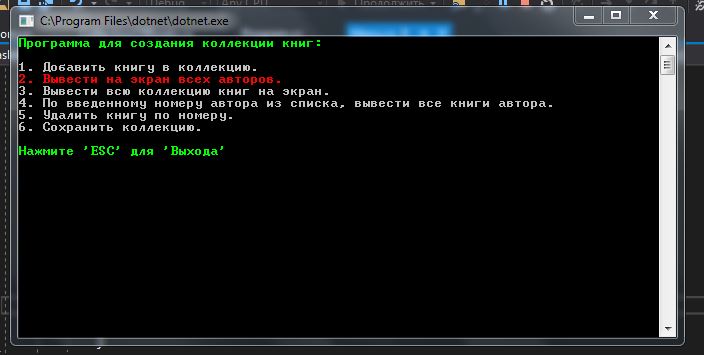 C:\Program Files\dotnet\dotnet.exe
Программа для создания коллекции книг:
1. Добавить книгу в коллекцию.
2. Вывести на экран всех авторов.
3. Вывести всю коллекцию книг на экран.
4. По введенному номеру автора из списка, вывести все книги автора.
5. Удалить книгу по номеру.
6. Сохранить коллекцию.
Нажмите 'ESC' для 'Выхода'